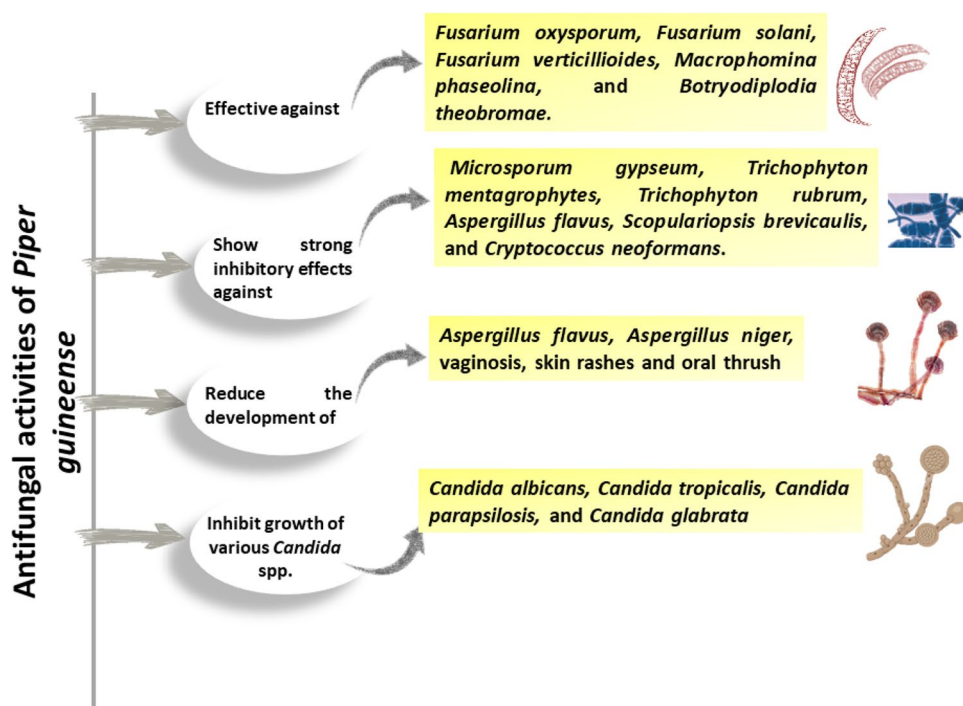 Antifungal activities of Piper
guineense
Effective against
Fusarium oxysporum, Fusarium solani,
Fusarium verticillioides, Macrophomina
phaseolina, and Botryodiplodia
theobromae.
Show strong
inhibitory effects
against
Microsporum gypseum, Trichophyton
mentagrophytes, Trichophyton rubrum,
Aspergillus flavus, Scopulariopsis brevicaulis,
and Cryptococcus neoformans.
Reduce the
development of
Aspergillus flavus, Aspergillus niger,
vaginosis, skin rashes and oral thrush
Inhibit growth of
various Candida
spp.
Candida albicans, Candida tropicalis, Candida
parapsilosis, and Candida glabrata